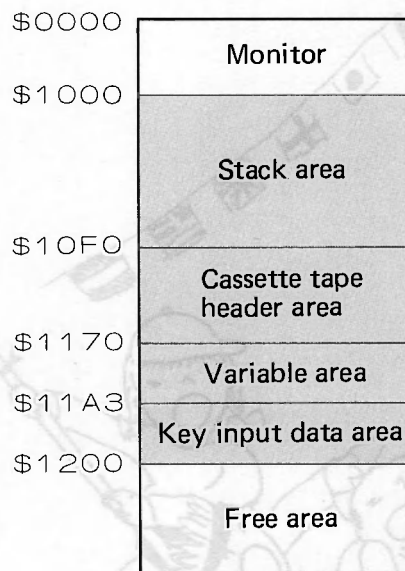 $0000
Monitor
$1000
Stack area
$10F0
Cassette tape
header area
$1170
Variable area
$11A3
Key input data area
$1200
Free area